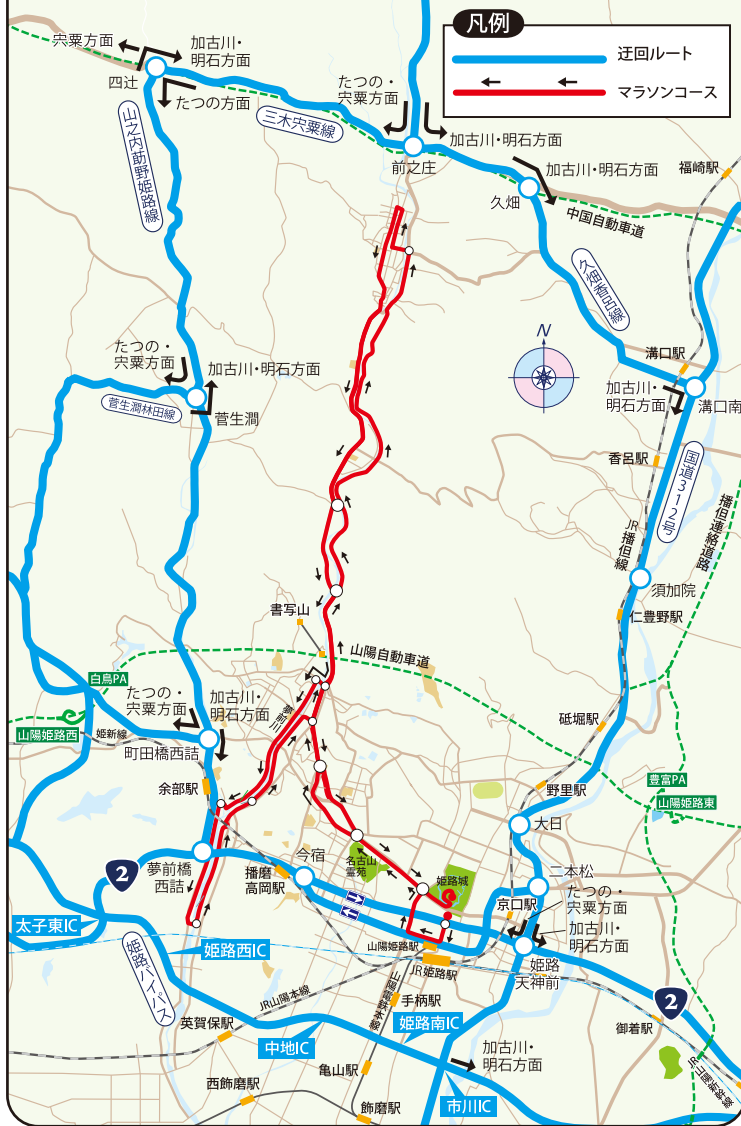 凡例
迂回ルート
マラソンコース
宍粟方面
加古川・
明石方面
四辻
たつの方面
三木宍粟線
たつの・
宍粟方面
加古川・明石方面
前之庄
加古川・明石方面
久畑
福崎駅
中国自動車道
山之内莇野姫路線
久畑香呂線
N
溝口駅
加古川・
明石方面
溝口南
たつの・
宍粟方面
加古川・明石方面
菅生澗林田線
菅生澗
香呂駅
国道312号
播但連絡道路
JR播但線
須加院
仁豊野駅
書写山
山陽自動車道
白鳥PA
山陽姫路西
姫新線
たつの・
宍粟方面
加古川・
明石方面
夢前川
町田橋西詰
砥堀駅
余部駅
野里駅
豊富PA
山陽姫路東
大日
夢前橋
西詰
2
播磨
高岡駅
今宿
名古山
霊苑
姫路城
二本松
京口駅
たつの・
宍粟方面
加古川・
明石方面
太子東IC
姫路バイパス
姫路西IC
山陽姫路駅
JR姫路駅
姫路
天神前
2
JR山陽本線
山陽電鉄本線
手柄駅
英賀保駅
中地IC
姫路南IC
御着駅
亀山駅
加古川・
明石方面
JR山陽新幹線
西飾磨駅
飾磨駅
市川IC